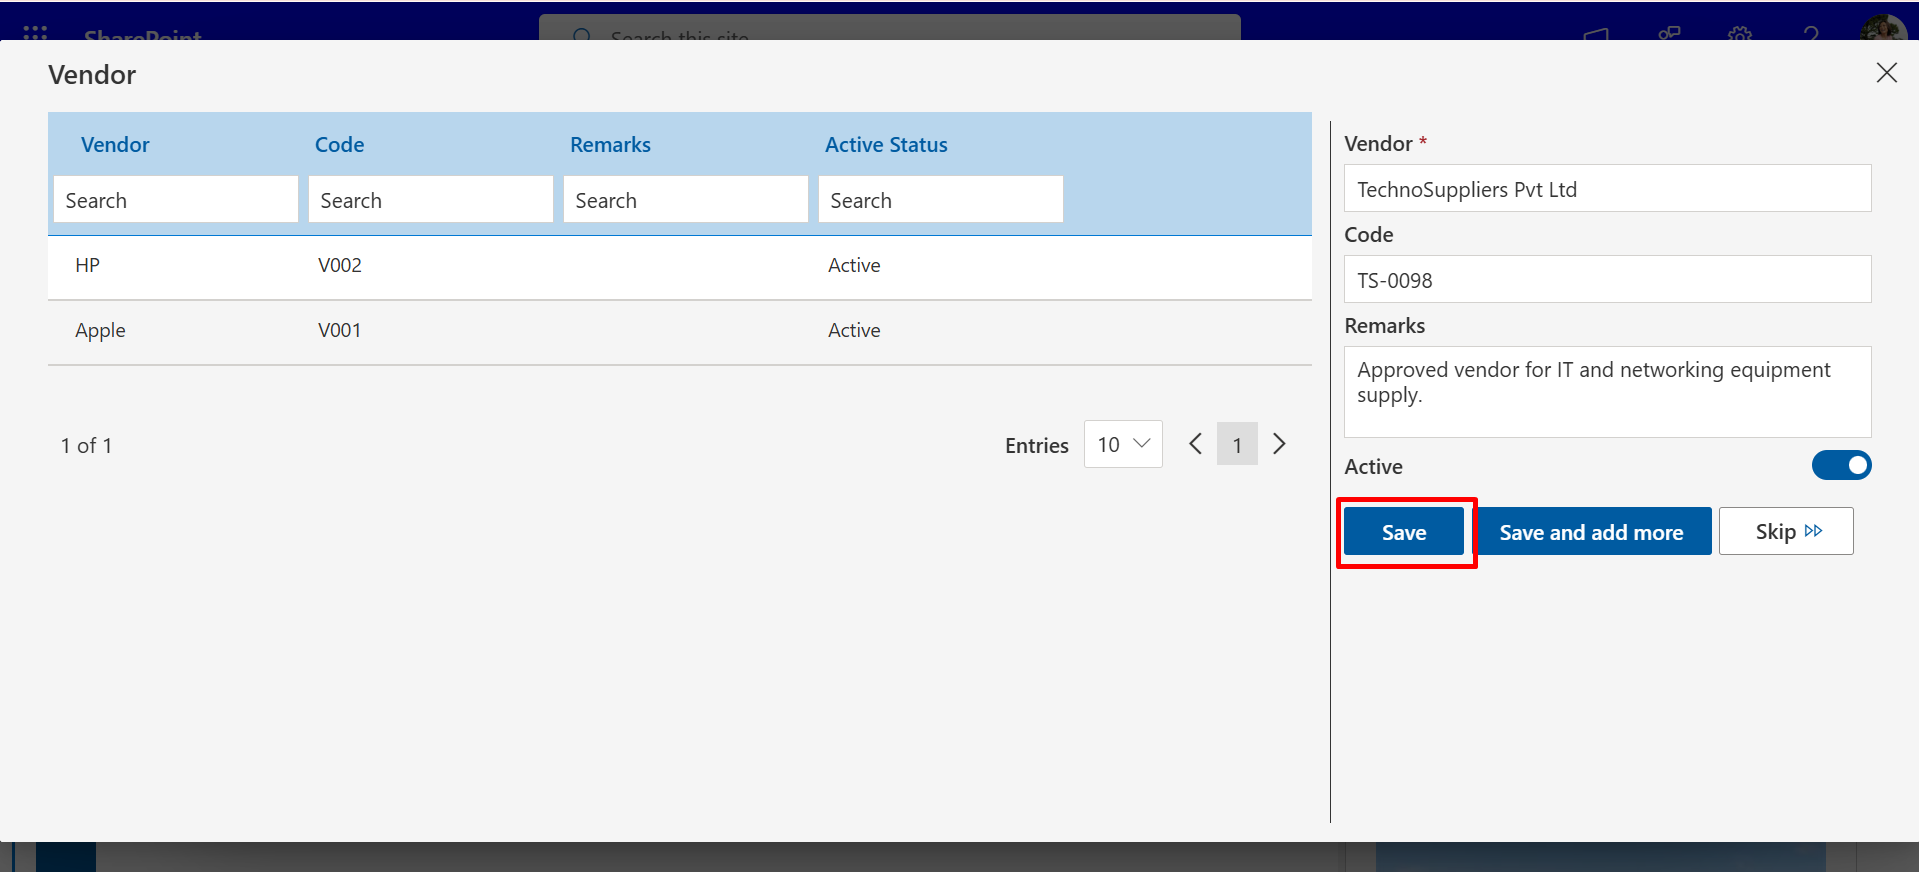 SharePoint
Search this site
Vendor
Vendor Code Remarks Active Status
Search Search Search Search
HP V002 Active
Apple V001 Active
1 of 1
Entries 10 1
Vendor *
TechnoSuppliers Pvt Ltd
Code
TS-0098
Remarks
Approved vendor for IT and networking equipment
supply.
Active
Save Save and add more Skip